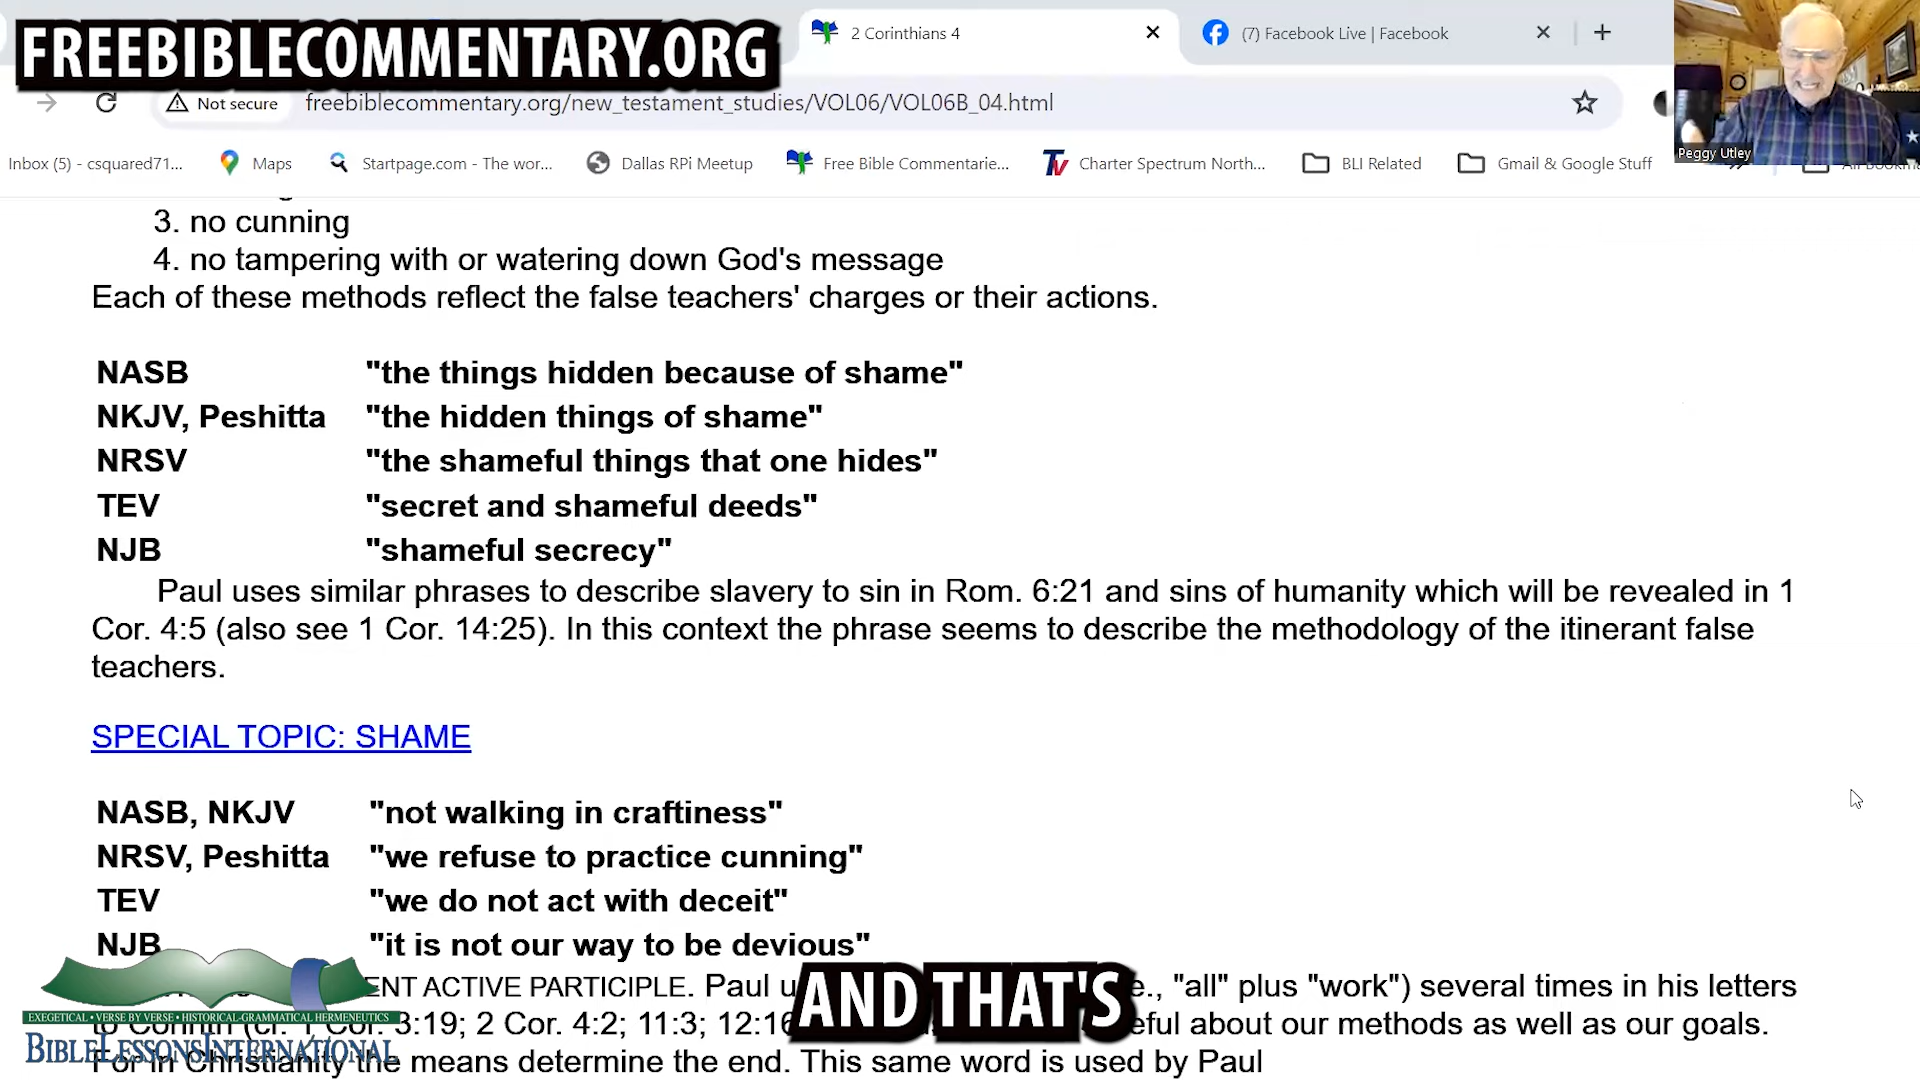 FREEBIBLECOMMENTARY.ORG
2 Corinthians 4
(7) Facebook Live | Facebook
Not secure
freebiblecommentary.org/new_testament_studies/VOL06/VOL06B_04.html
Peggy Utley
Inbox (5) - csquared71... Maps Startpage.com - The wor... Dallas RPi Meetup Free Bible Commentarie... Charter Spectrum North... BLI Related Gmail & Google Stuff » All Bookma
3. no cunning
4. no tampering with or watering down God's message
Each of these methods reflect the false teachers' charges or their actions.
NASB "the things hidden because of shame"
NKJV, Peshitta "the hidden things of shame"
NRSV "the shameful things that one hides"
TEV "secret and shameful deeds"
NJB "shameful secrecy"
Paul uses similar phrases to describe slavery to sin in Rom. 6:21 and sins of humanity which will be revealed in 1
Cor. 4:5 (also see 1 Cor. 14:25). In this context the phrase seems to describe the methodology of the itinerant false
teachers.
SPECIAL TOPIC: SHAME
NASB, NKJV "not walking in craftiness"
NRSV, Peshitta "we refuse to practice cunning"
TEV "we do not act with deceit"
NJB "it is not our way to be devious"
ENT ACTIVE PARTICIPLE. Paul u e., "all" plus "work") several times in his letters
AND THAT'S
EXEGETICAL • VERSE BY VERSE • HISTORICAL-GRAMMATICAL HERMENEUTICS
to Corinth (cf. 1 Cor. 3:19; 2 Cor. 4:2; 11:3; 12:16 eful about our methods as well as our goals.
BIBLELESSONSINTERNATIONAL
For in Christianity the means determine the end. This same word is used by Paul